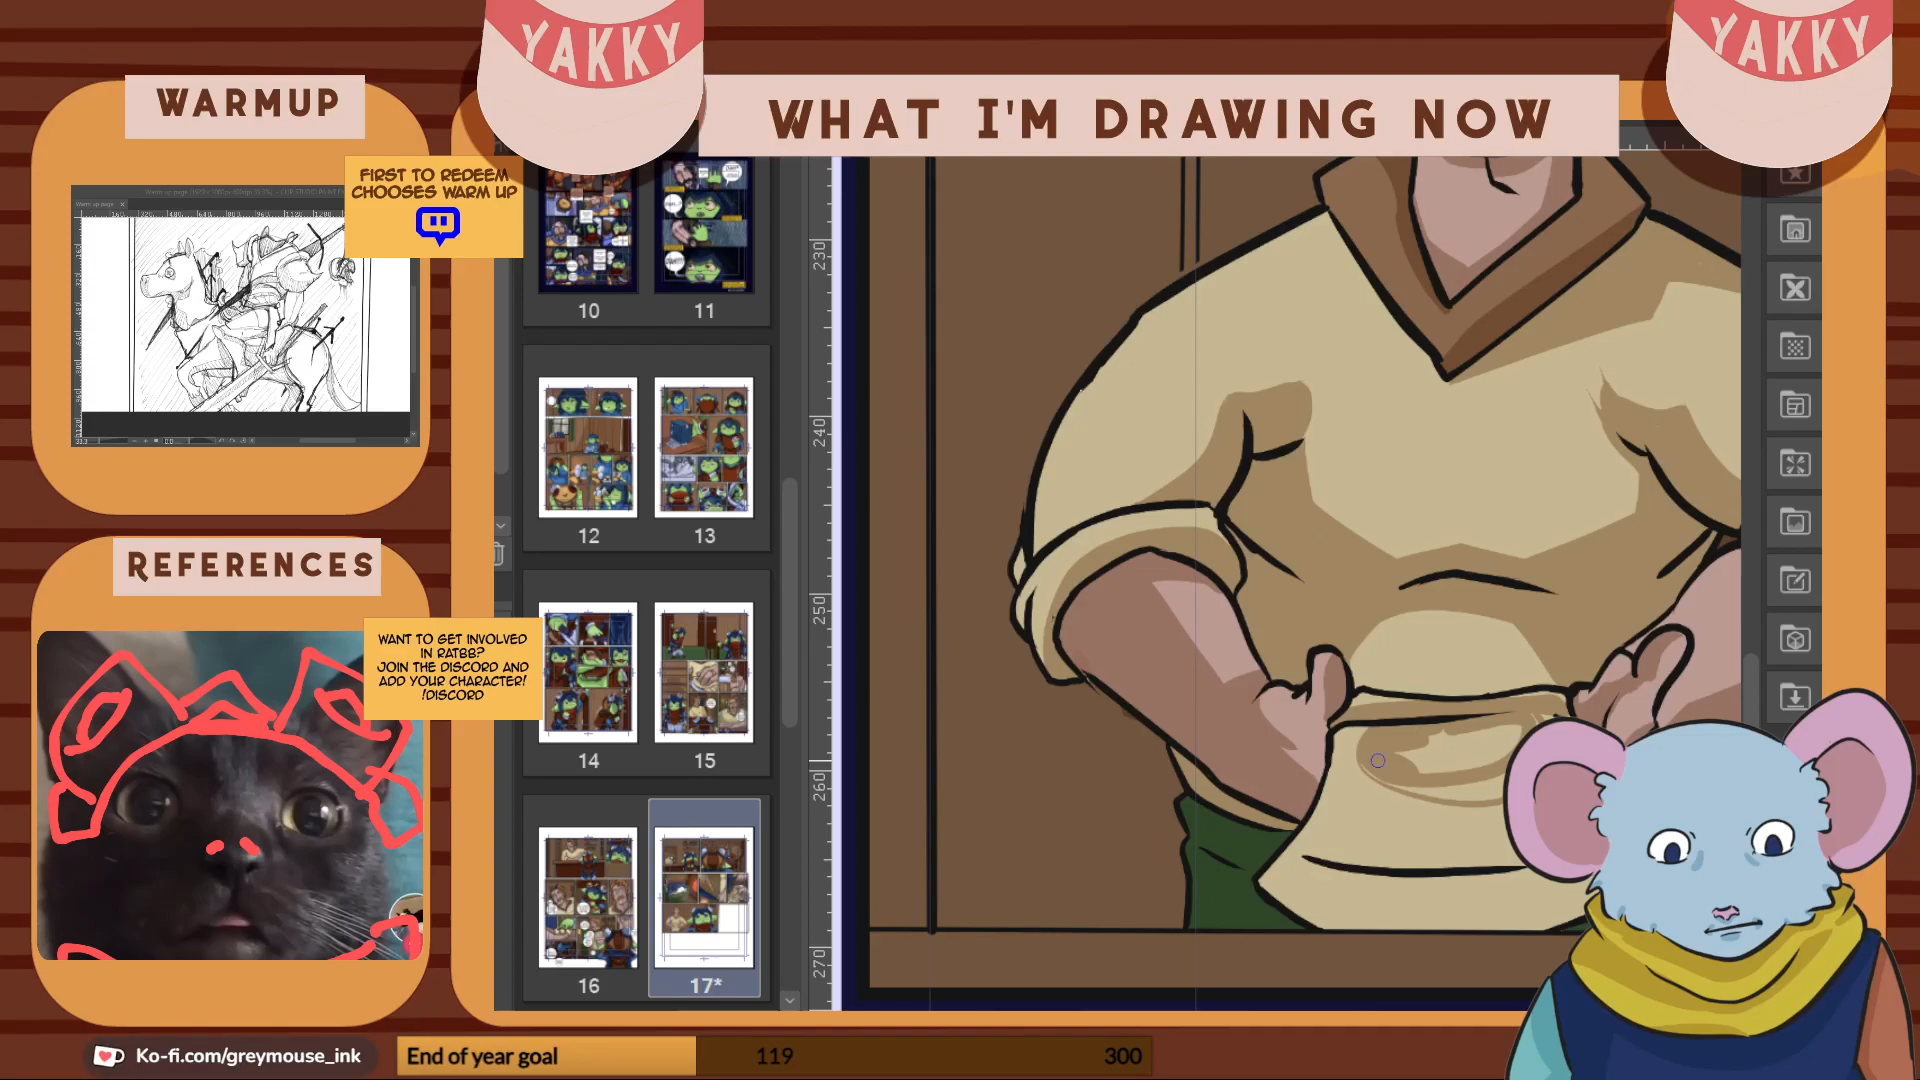 YAKKY
YAKKY
WARMUP
WHAT I'M DRAWING NOW
FIRST TO REDEEM
CHOOSES WARM UP
10
11
12
13
14
15
16
17*
230
240
250
260
270
REFERENCES
WANT TO GET INVOLVED
IN RAT88?
JOIN THE DISCORD AND
ADD YOUR CHARACTER!
!DISCORD
Ko-fi.com/greymouse_ink
End of year goal
119
300